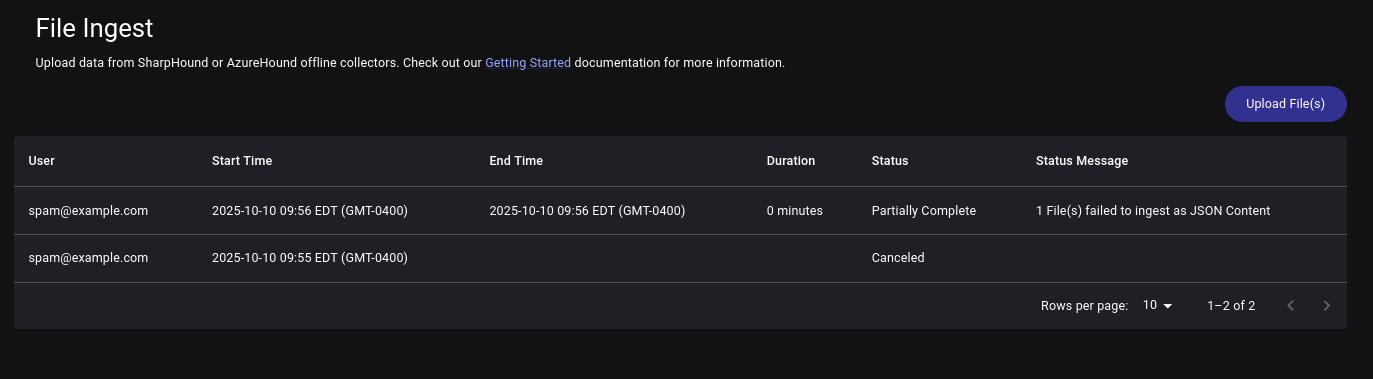 File Ingest
Upload data from SharpHound or AzureHound offline collectors. Check out our Getting Started documentation for more information.
Upload File(s)
User Start Time End Time Duration Status Status Message
spam@example.com 2025-10-10 09:56 EDT (GMT-0400) 2025-10-10 09:56 EDT (GMT-0400) 0 minutes Partially Complete 1 File(s) failed to ingest as JSON Content
spam@example.com 2025-10-10 09:55 EDT (GMT-0400) Canceled
Rows per page: 10 1–2 of 2